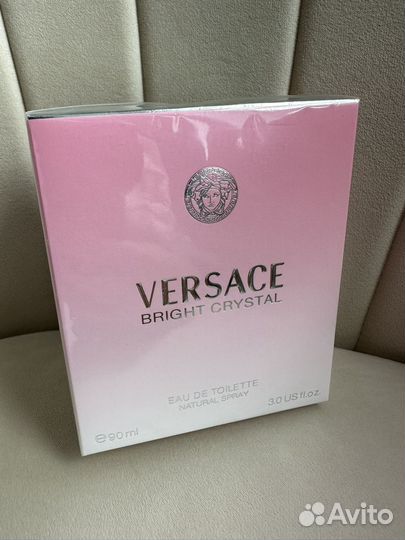 VERSACE
BRIGHT CRYSTAL
EAU DE TOILETTE
NATURAL SPRAY
℮90 ml
3.0 US fl.oz
Avito